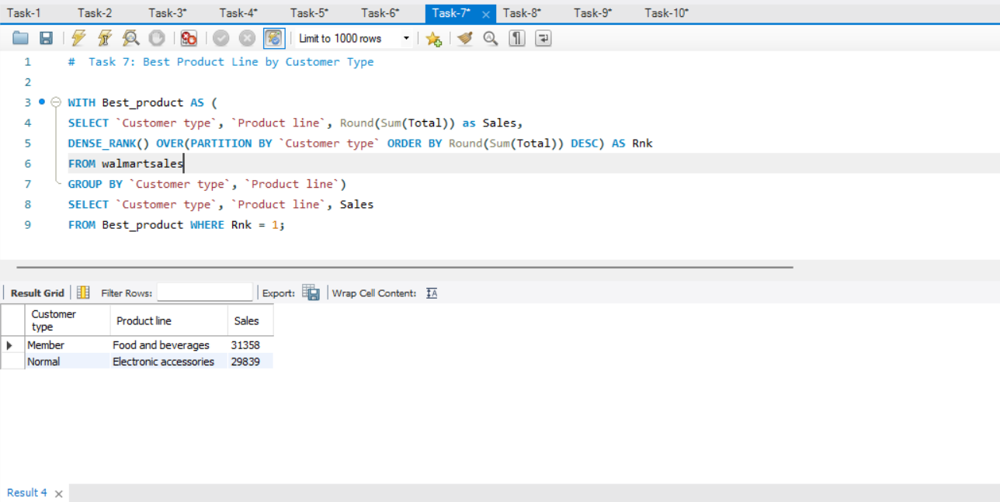 Task-1 Task-2 Task-3* Task-4* Task-5* Task-6* Task-7* × Task-8* Task-9* Task-10*
Limit to 1000 rows
1 # Task 7: Best Product Line by Customer Type
2
3 WITH Best_product AS (
4 SELECT `Customer type`, `Product line`, Round(Sum(Total)) as Sales,
5 DENSE_RANK() OVER(PARTITION BY `Customer type` ORDER BY Round(Sum(Total)) DESC) AS Rnk
6 FROM walmartsales
7 GROUP BY `Customer type`, `Product line`)
8 SELECT `Customer type`, `Product line`, Sales
9 FROM Best_product WHERE Rnk = 1;
Result Grid Filter Rows: Export: Wrap Cell Content: IA
Customer
type Product line Sales
Member Food and beverages 31358
Normal Electronic accessories 29839
Result 4 ×